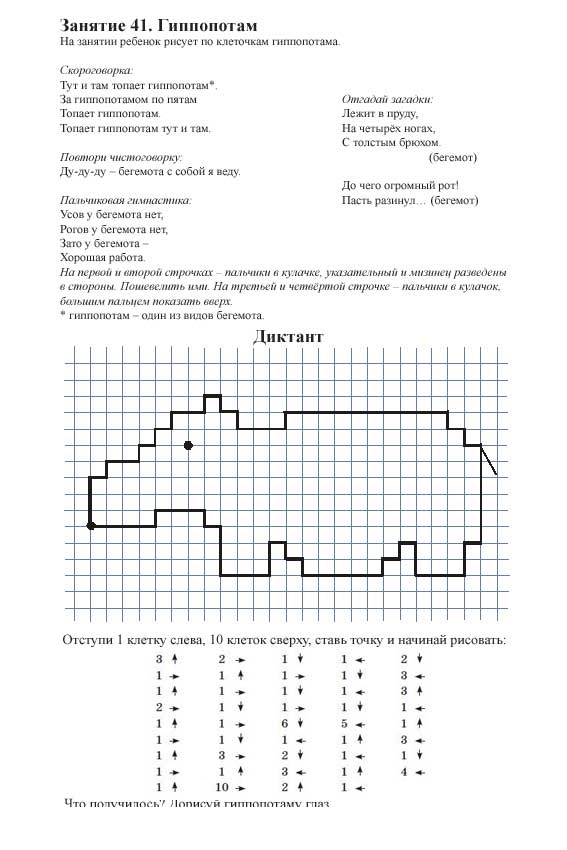 Занятие 41. Гиппопотам
На занятии ребенок рисует по клеточкам гиппопотама.
Скороговорка:
Тут и там топает гиппопотам*.
За гиппопотамом по пятам
Топает гиппопотам.
Топает гиппопотам тут и там.
Повтори чистоговорку:
Ду-ду-ду – бегемота с собой я веду.
Пальчиковая гимнастика:
Усов у бегемота нет,
Рогов у бегемота нет,
Зато у бегемота –
Хорошая работа.
Отгадай загадки:
Лежит в пруду,
На четырёх ногах,
С толстым брюхом.
(бегемот)
До чего огромный рот!
Пасть разинул… (бегемот)
На первой и второй строчках – пальчики в кулачке, указательный и мизинец разведены
в стороны. Пошевелить ими. На третьей и четвёртой строчке – пальчики в кулачок,
большим пальцем показать вверх.
* гиппопотам – один из видов бегемота.
Диктант
Отступи 1 клетку слева, 10 клеток сверху, ставь точку и начинай рисовать:
3 ↑ 2 → 1 ↓ 1 ← 2 ↓
1 → 1 ↑ 1 → 1 ↓ 3 ←
1 ↑ 1 → 1 ↓ 1 ← 3 ↑
2 → 1 ↓ 1 → 1 ↓ 1 ←
1 ↑ 1 → 6 ↓ 5 ← 1 ↑
1 → 1 ↓ 1 ← 1 ↑ 3 ←
1 ↑ 3 → 2 ↓ 1 ← 1 ↓
1 → 1 ↑ 3 ← 1 ↑ 4 ←
1 ↑ 10 → 2 ↑ 1 ←
Что получилось? Дорисуй гиппопотаму глаз